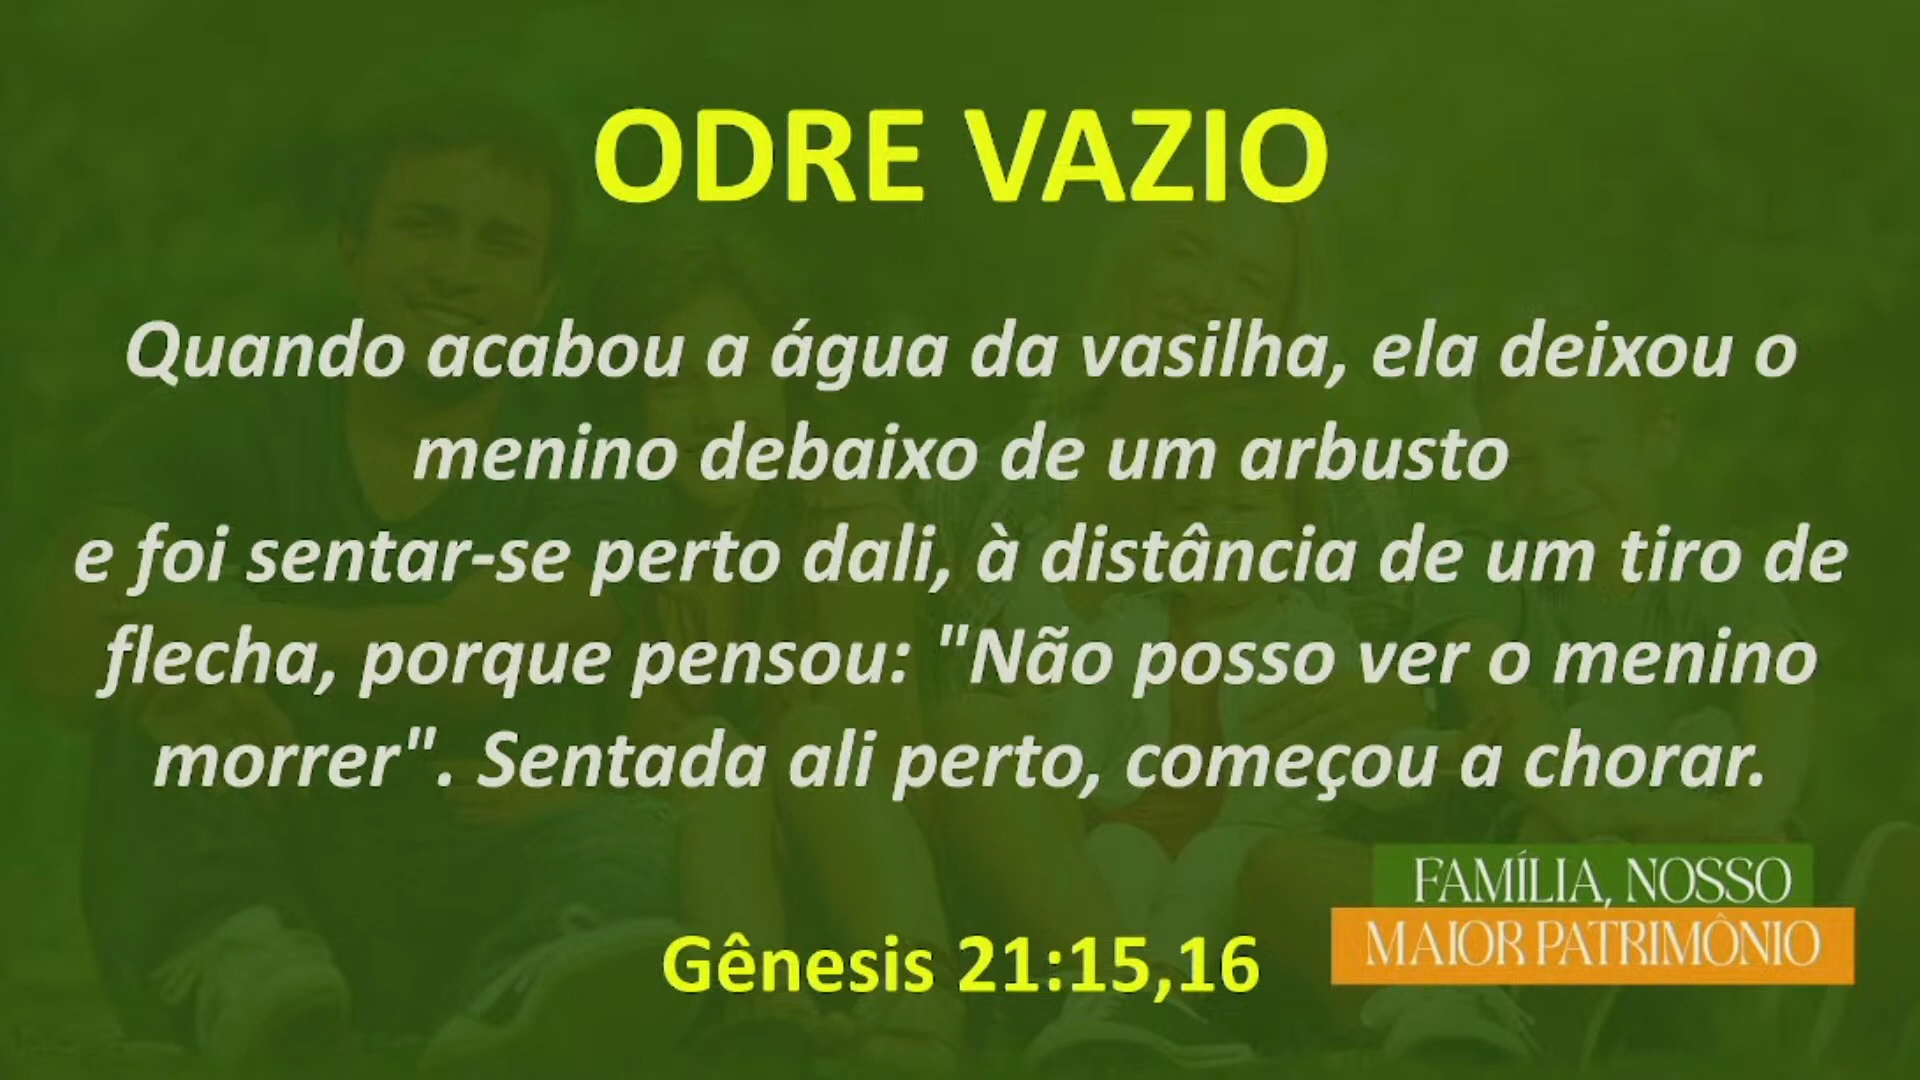 ODRE VAZIO
Quando acabou a água da vasilha, ela deixou o
menino debaixo de um arbusto
e foi sentar-se perto dali, à distância de um tiro de
flecha, porque pensou: "Não posso ver o menino
morrer". Sentada ali perto, começou a chorar.
Gênesis 21:15,16
FAMÍLIA, NOSSO
MAIOR PATRIMÔNIO